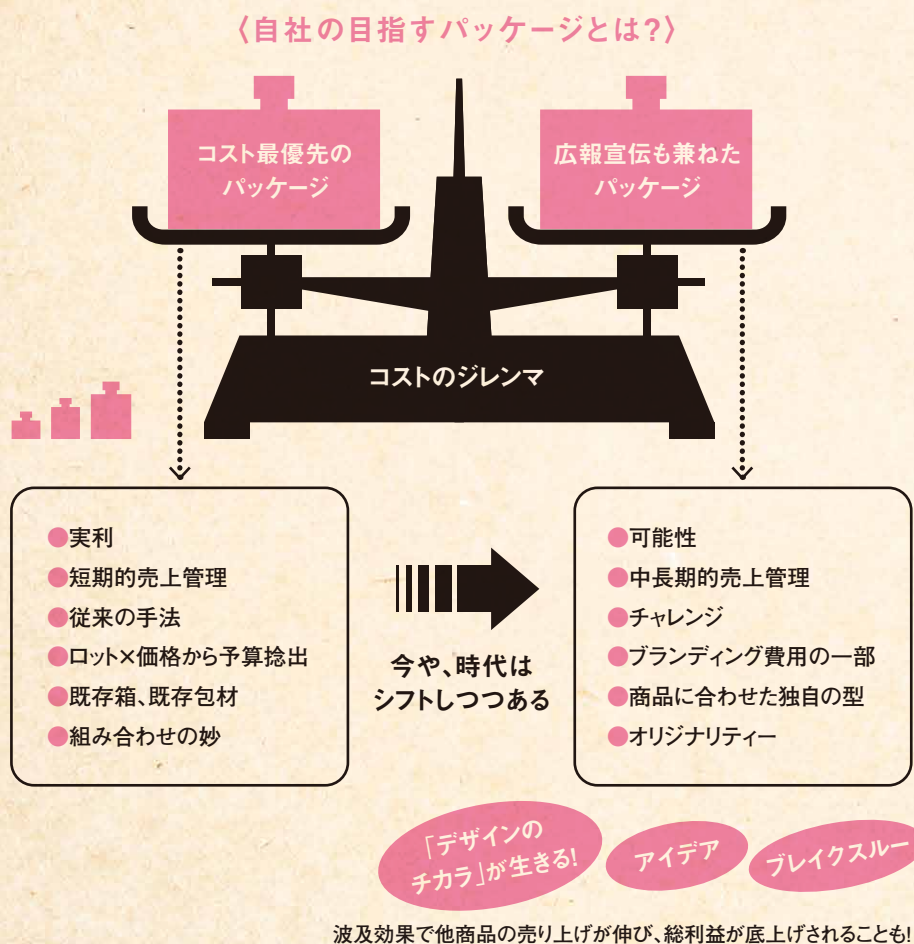 〈自社の目指すパッケージとは?〉
コスト最優先の
パッケージ
広報宣伝も兼ねた
パッケージ
コストのジレンマ
●実利
●短期的売上管理
●従来の手法
●ロット×価格から予算捻出
●既存箱、既存包材
●組み合わせの妙
今や、時代は
シフトしつつある
●可能性
●中長期的売上管理
●チャレンジ
●ブランディング費用の一部
●商品に合わせた独自の型
●オリジナリティー
「デザインの
チカラ」が生きる!
アイデア
ブレイクスルー
波及効果で他商品の売り上げが伸び、総利益が底上げされることも!